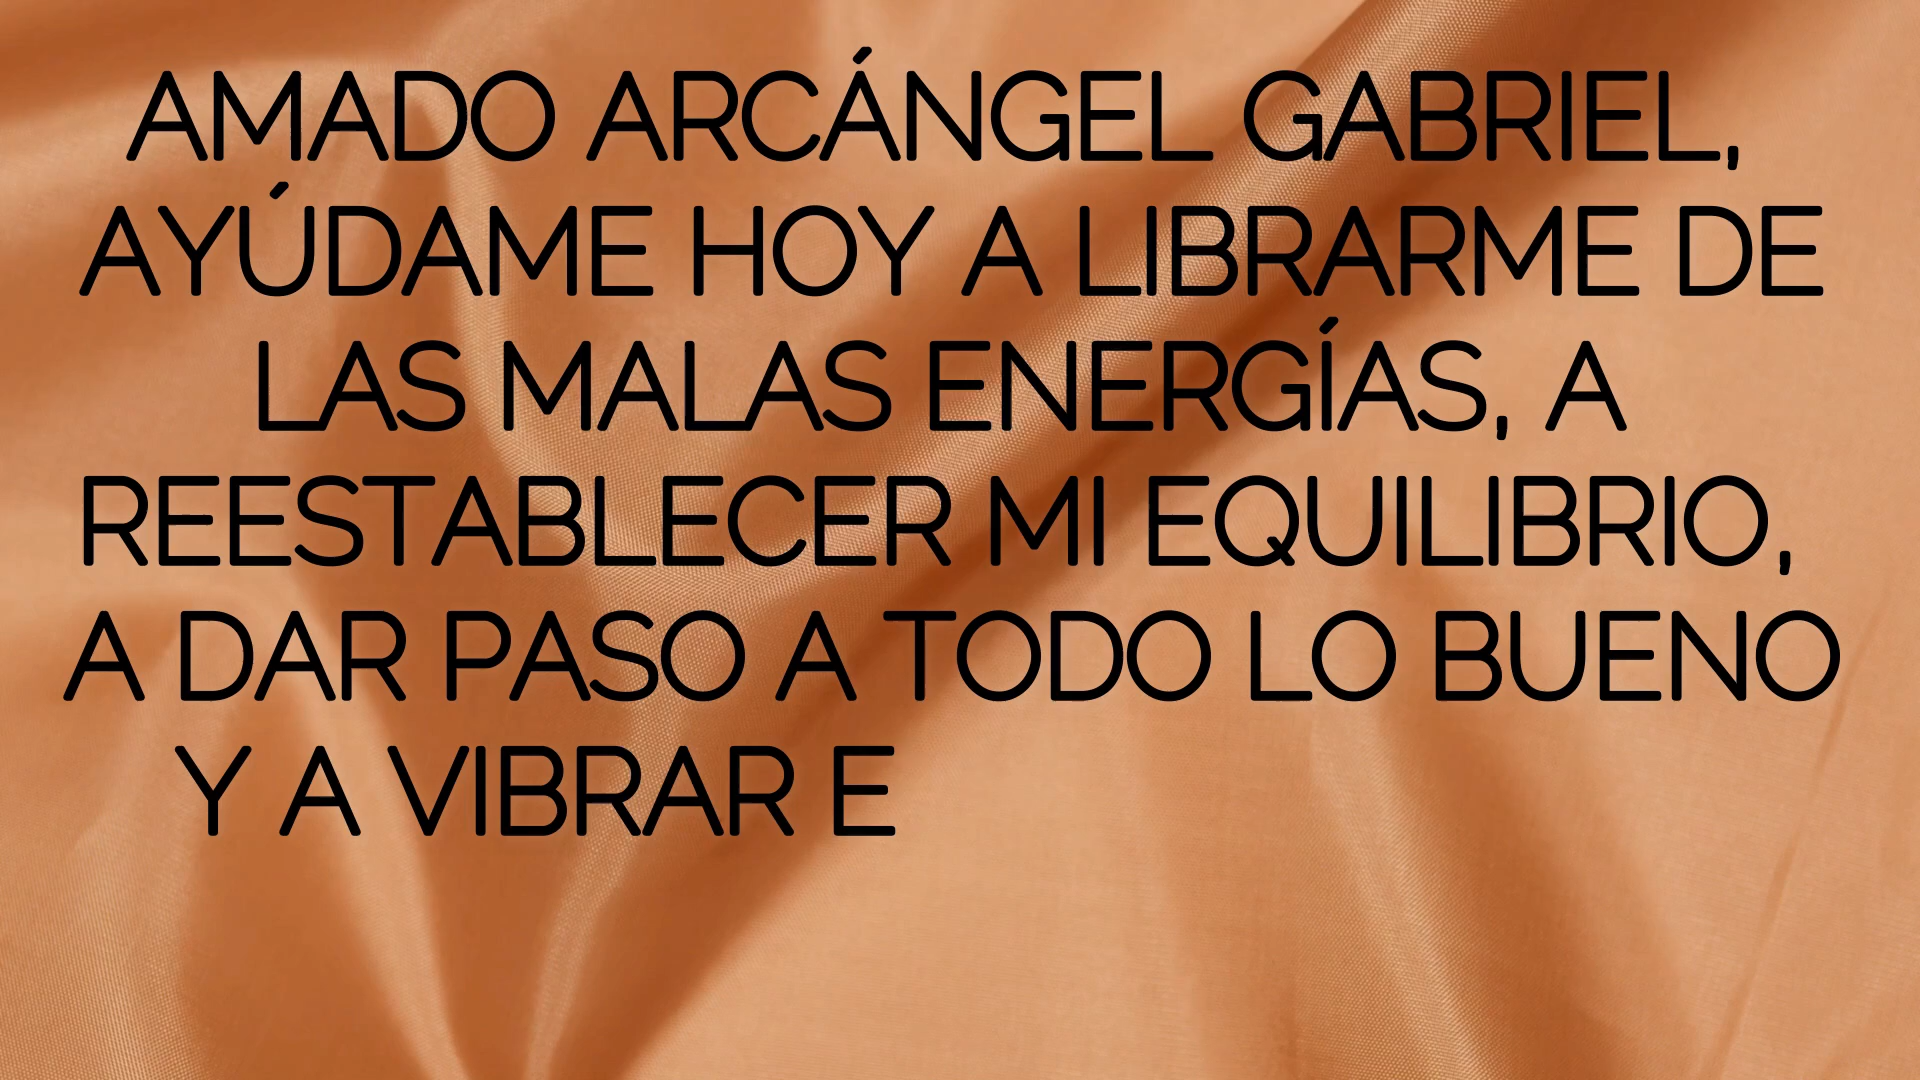 AMADO ARCÁNGEL GABRIEL,
AYÚDAME HOY A LIBRARME DE
LAS MALAS ENERGÍAS, A
REESTABLECER MI EQUILIBRIO,
A DAR PASO A TODO LO BUENO
Y A VIBRAR E